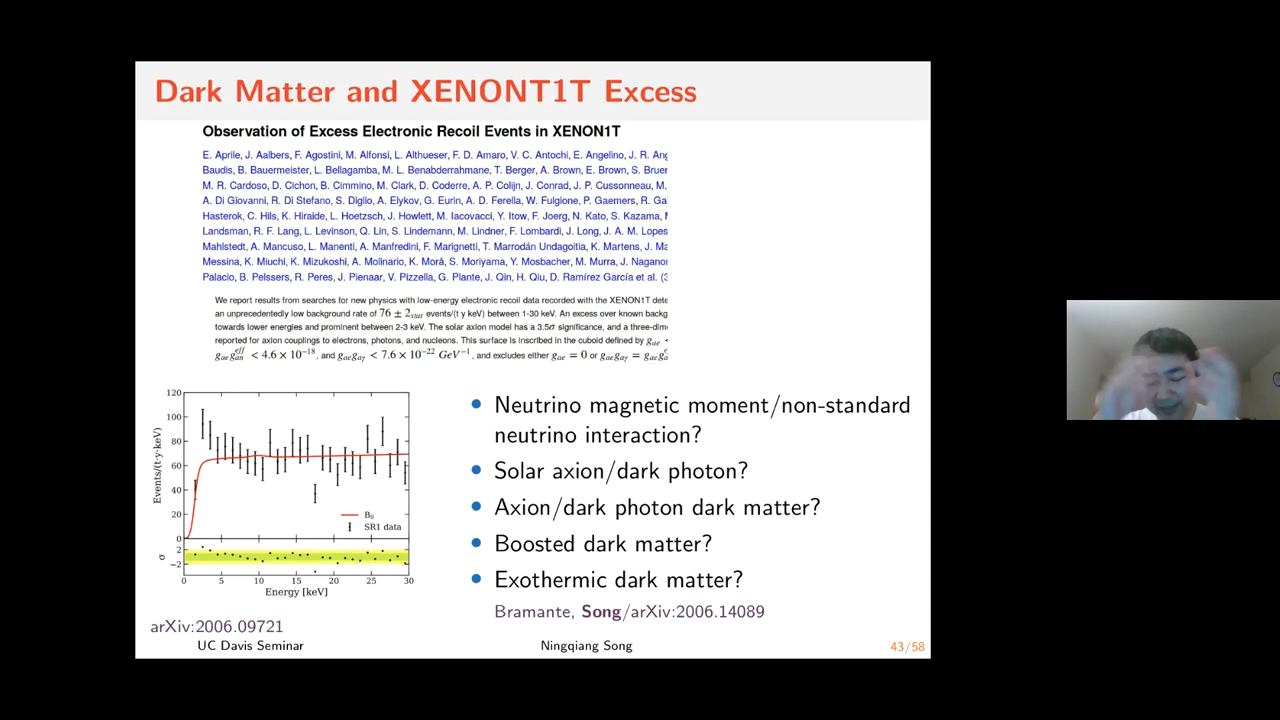 Dark Matter and XENONT1T Excess
Observation of Excess Electronic Recoil Events in XENON1T
E. Aprile, J. Aalbers, F. Agostini, M. Alfonsi, L. Althueser, F. D. Amaro, V. C. Antochi, E. Angelino, J. R. Ang
Baudis, B. Bauermeister, L. Bellagamba, M. L. Benabderrahmane, T. Berger, A. Brown, E. Brown, S. Bruer
M. R. Cardoso, D. Cichon, B. Cimmino, M. Clark, D. Coderre, A. P. Colijn, J. Conrad, J. P. Cussonneau, M.
A. Di Giovanni, R. Di Stefano, S. Diglio, A. Elykov, G. Eurin, A. D. Ferella, W. Fulgione, P. Gaemers, R. Ga
Hasterok, C. Hils, K. Hiraide, L. Hoetzsch, J. Howlett, M. Iacovacci, Y. Itow, F. Joerg, N. Kato, S. Kazama,
Landsman, R. F. Lang, L. Levinson, Q. Lin, S. Lindemann, M. Lindner, F. Lombardi, J. Long, J. A. M. Lopes
Mahlstedt, A. Mancuso, L. Manenti, A. Manfredini, F. Marignetti, T. Marrodán Undagoitia, K. Martens, J. Ma
Messina, K. Miuchi, K. Mizukoshi, A. Molinario, K. Morå, S. Moriyama, Y. Mosbacher, M. Murra, J. Naganor
Palacio, B. Pelssers, R. Peres, J. Pienaar, V. Pizzella, G. Plante, J. Qin, H. Qiu, D. Ramírez García et al. (3
We report results from searches for new physics with low-energy electronic recoil data recorded with the XENON1T dete
an unprecedentedly low background rate of 76 ± 2stat events/(t y keV) between 1-30 keV. An excess over known backg
towards lower energies and prominent between 2-3 keV. The solar axion model has a 3.5σ significance, and a three-dime
reported for axion couplings to electrons, photons, and nucleons. This surface is inscribed in the cuboid defined by gae <
gae gan^eff < 4.6 × 10⁻¹⁸, and gae gaγ < 7.6 × 10⁻²² GeV⁻¹, and excludes either gae = 0 or gae gaγ = gae ga
120
100
80
60
40
20
0
Events/(t·y·keV)
B₀
SR1 data
2
−2
σ
0 5 10 15 20 25 30
Energy [keV]
arXiv:2006.09721
• Neutrino magnetic moment/non-standard
neutrino interaction?
• Solar axion/dark photon?
• Axion/dark photon dark matter?
• Boosted dark matter?
• Exothermic dark matter?
Bramante, Song/arXiv:2006.14089
UC Davis Seminar Ningqiang Song 43/58